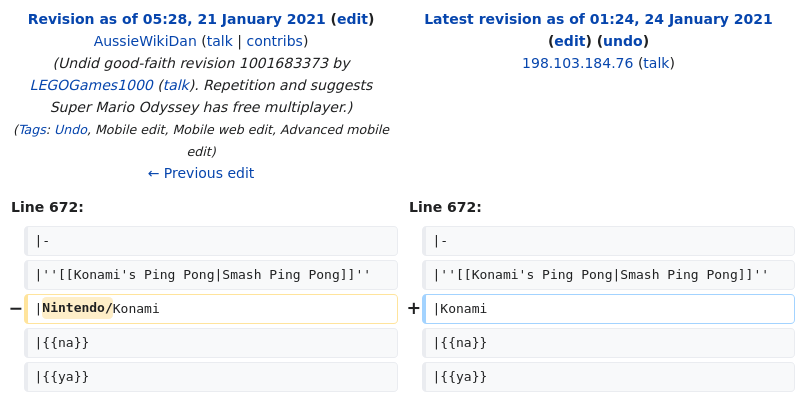 Revision as of 05:28, 21 January 2021 (edit)
AussieWikiDan (talk | contribs)
(Undid good-faith revision 1001683373 by
LEGOGames1000 (talk). Repetition and suggests
Super Mario Odyssey has free multiplayer.)
(Tags: Undo, Mobile edit, Mobile web edit, Advanced mobile
edit)
← Previous edit
Latest revision as of 01:24, 24 January 2021
(edit) (undo)
198.103.184.76 (talk)
Line 672:
|-
|''[[Konami's Ping Pong|Smash Ping Pong]]''
− |Nintendo/Konami
|{{na}}
|{{ya}}
Line 672:
|-
|''[[Konami's Ping Pong|Smash Ping Pong]]''
+ |Konami
|{{na}}
|{{ya}}